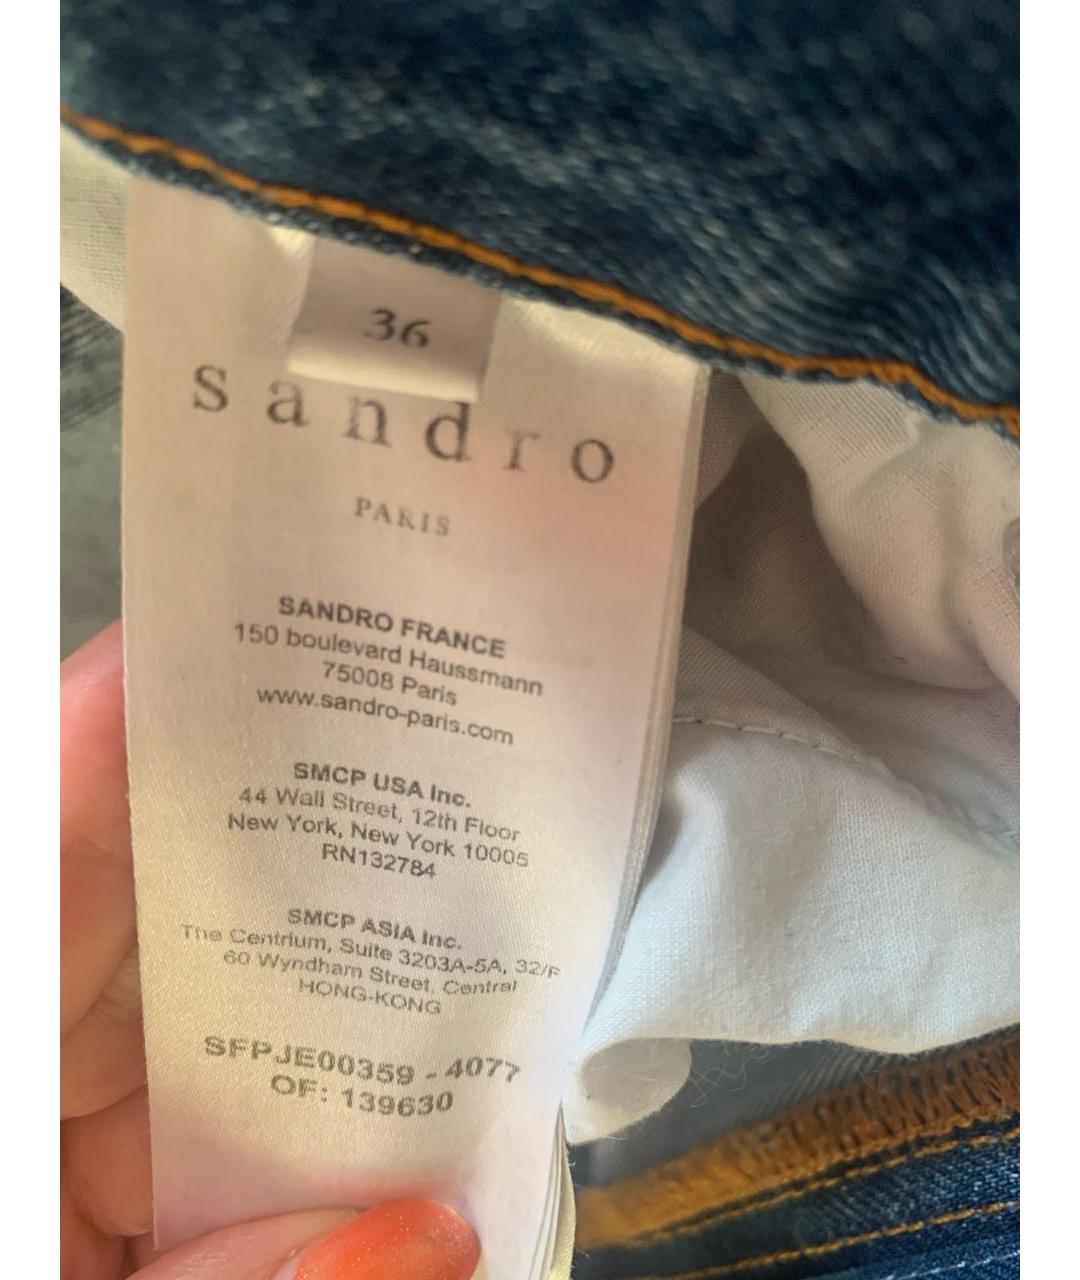 36
sandro
PARIS
SANDRO FRANCE
150 boulevard Haussmann
75008 Paris
www.sandro-paris.com
SMCP USA Inc.
44 Wall Street, 12th Floor
New York, New York 10005
RN132784
SMCP ASIA Inc.
The Centrium, Suite 3203A-5A, 32/F
60 Wyndham Street, Central
HONG-KONG
SFPJE00359 - 4077
OF: 139630